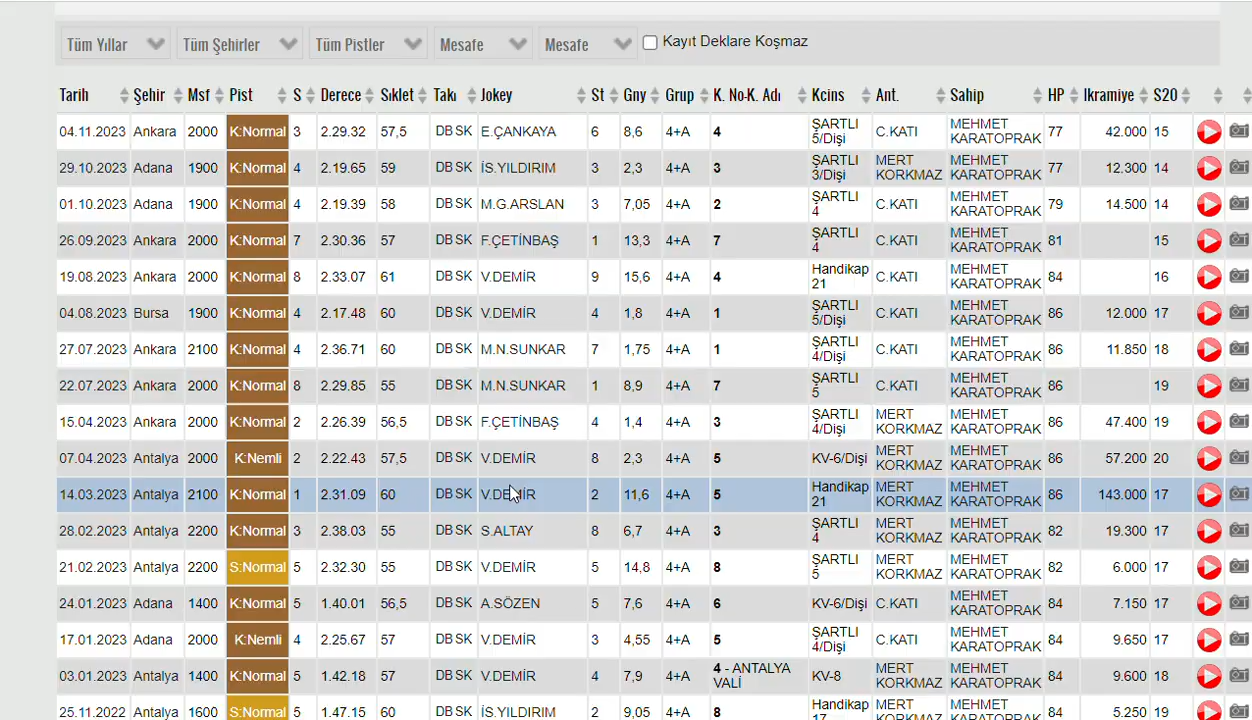 Tüm Yıllar Tüm Şehirler Tüm Pistler Mesafe Mesafe Kayıt Deklare Koşmaz
Tarih Şehir Msf Pist S Derece Sıklet Takı Jokey St Gny Grup K. No-K. Adı Kcins Ant. Sahip HP Ikramiye S20
04.11.2023 Ankara 2000 K:Normal 3 2.29.32 57,5 DB SK E.ÇANKAYA 6 8,6 4+A 4 ŞARTLI 5/Dişi C.KATI MEHMET KARATOPRAK 77 42.000 15
29.10.2023 Adana 1900 K:Normal 4 2.19.65 59 DB SK İS.YILDIRIM 3 2,3 4+A 3 ŞARTLI 3/Dişi MERT KORKMAZ MEHMET KARATOPRAK 77 12.300 14
01.10.2023 Adana 1900 K:Normal 4 2.19.39 58 DB SK M.G.ARSLAN 3 7,05 4+A 2 ŞARTLI 4 C.KATI MEHMET KARATOPRAK 79 14.500 14
26.09.2023 Ankara 2000 K:Normal 7 2.30.36 57 DB SK F.ÇETİNBAŞ 1 13,3 4+A 7 ŞARTLI 4 C.KATI MEHMET KARATOPRAK 81 15
19.08.2023 Ankara 2000 K:Normal 8 2.33.07 61 DB SK V.DEMİR 9 15,6 4+A 4 Handikap 21 C.KATI MEHMET KARATOPRAK 84 16
04.08.2023 Bursa 1900 K:Normal 4 2.17.48 60 DB SK V.DEMİR 4 1,8 4+A 1 ŞARTLI 5/Dişi C.KATI MEHMET KARATOPRAK 86 12.000 17
27.07.2023 Ankara 2100 K:Normal 4 2.36.71 60 DB SK M.N.SUNKAR 7 1,75 4+A 1 ŞARTLI 4/Dişi C.KATI MEHMET KARATOPRAK 86 11.850 18
22.07.2023 Ankara 2000 K:Normal 8 2.29.85 55 DB SK M.N.SUNKAR 1 8,9 4+A 7 ŞARTLI 5 C.KATI MEHMET KARATOPRAK 86 19
15.04.2023 Ankara 2000 K:Normal 2 2.26.39 56,5 DB SK F.ÇETİNBAŞ 4 1,4 4+A 3 ŞARTLI 4/Dişi MERT KORKMAZ MEHMET KARATOPRAK 86 47.400 19
07.04.2023 Antalya 2000 K:Nemli 2 2.22.43 57,5 DB SK V.DEMİR 8 2,3 4+A 5 KV-6/Dişi MERT KORKMAZ MEHMET KARATOPRAK 86 57.200 20
14.03.2023 Antalya 2100 K:Normal 1 2.31.09 60 DB SK V.DEMİR 2 11,6 4+A 5 Handikap 21 MERT KORKMAZ MEHMET KARATOPRAK 86 143.000 17
28.02.2023 Antalya 2200 K:Normal 3 2.38.03 55 DB SK S.ALTAY 8 6,7 4+A 3 ŞARTLI 4 MERT KORKMAZ MEHMET KARATOPRAK 82 19.300 17
21.02.2023 Antalya 2200 S:Normal 5 2.32.30 55 DB SK V.DEMİR 5 14,8 4+A 8 ŞARTLI 5 MERT KORKMAZ MEHMET KARATOPRAK 82 6.000 17
24.01.2023 Adana 1400 K:Normal 5 1.40.01 56,5 DB SK A.SÖZEN 5 7,6 4+A 6 KV-6/Dişi C.KATI MEHMET KARATOPRAK 84 7.150 17
17.01.2023 Adana 2000 K:Nemli 4 2.25.67 57 DB SK V.DEMİR 3 4,55 4+A 5 ŞARTLI 4/Dişi C.KATI MEHMET KARATOPRAK 84 9.650 17
03.01.2023 Antalya 1400 K:Normal 5 1.42.18 57 DB SK V.DEMİR 4 7,9 4+A 4 - ANTALYA VALİ KV-8 MERT KORKMAZ MEHMET KARATOPRAK 84 9.600 18
25.11.2022 Antalya 1600 S:Normal 5 1.47.15 60 DB SK İS.YILDIRIM 2 9,05 4+A 8 Handikap 17 MERT KORKMAZ MEHMET KARATOPRAK 84 5.250 19